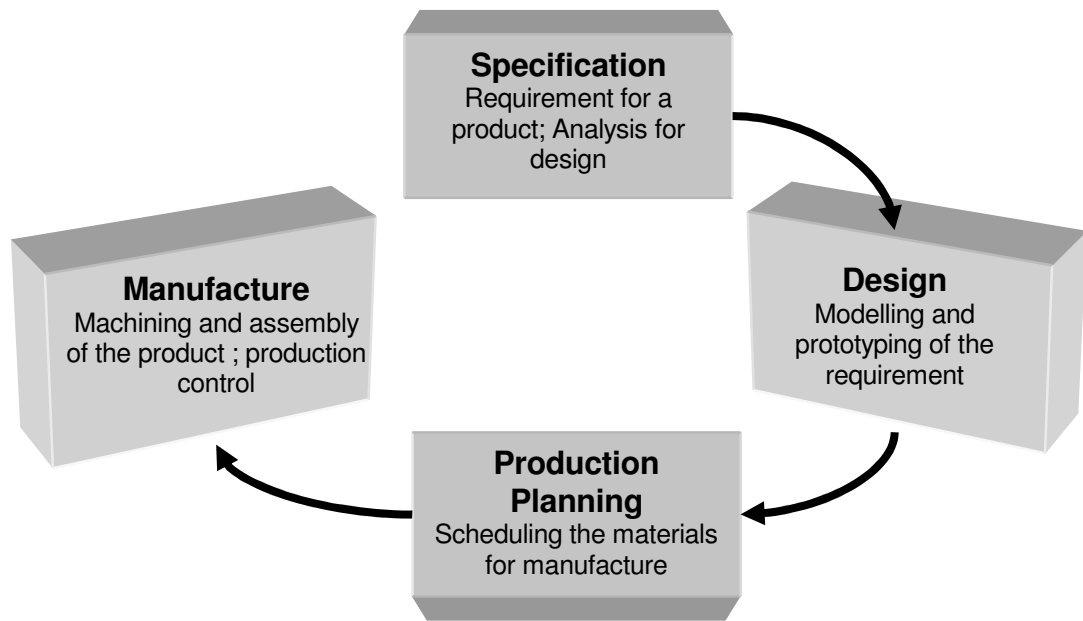 Specification
Requirement for a
product; Analysis for
design
Design
Modelling and
prototyping of the
requirement
Production
Planning
Scheduling the materials
for manufacture
Manufacture
Machining and assembly
of the product ; production
control